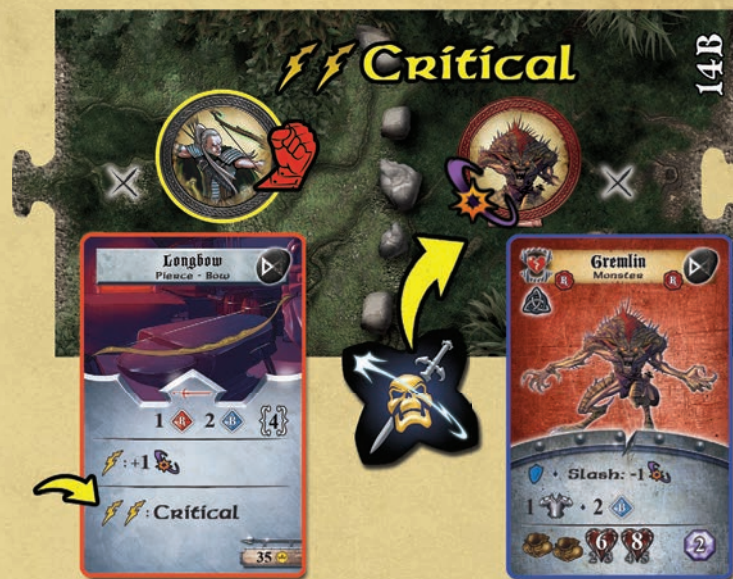 Critical
14B
Longbow
Pierce - Bow
1 R 2 B {4}
: +1
: Critical
35
Gremlin
R Monster R
Slash: -1
1 · 2 B
6 8 2